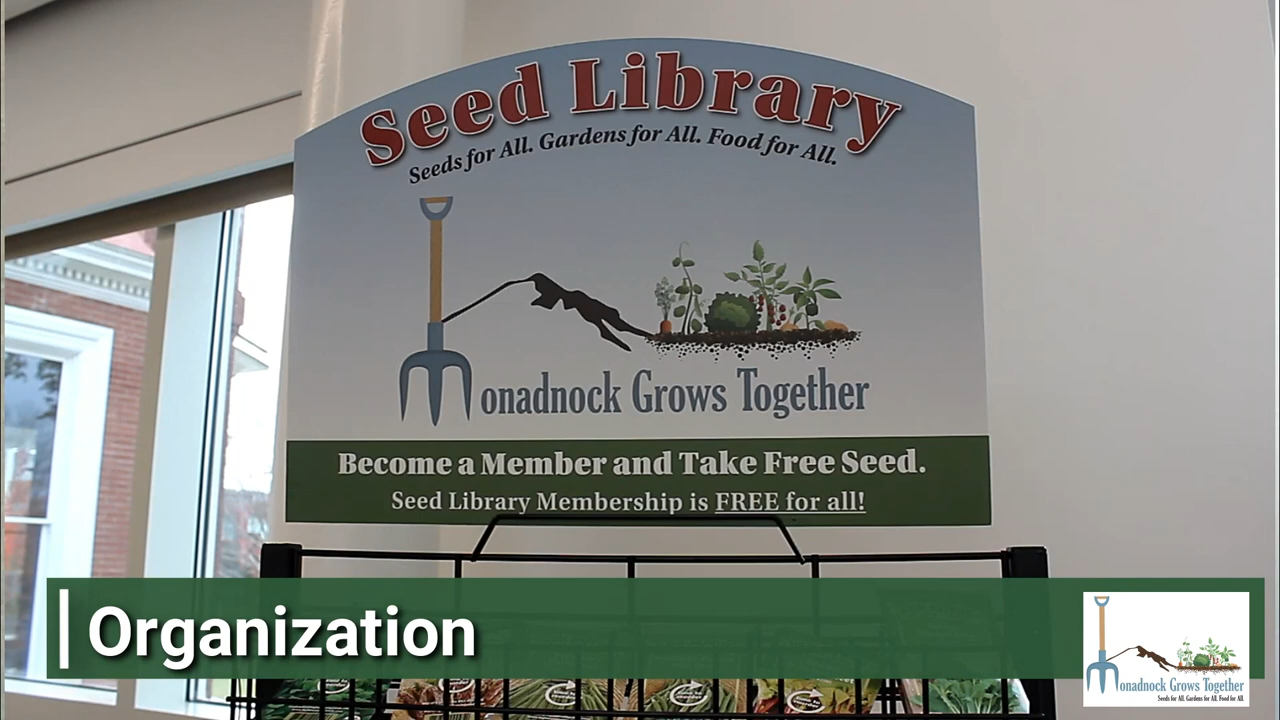 Seed Library
Seeds for All. Gardens for All. Food for All.
onadnock Grows Together
Become a Member and Take Free Seed.
Seed Library Membership is FREE for all!
Organization
onadnock Grows Together
Seeds for All. Gardens for All. Food for All.